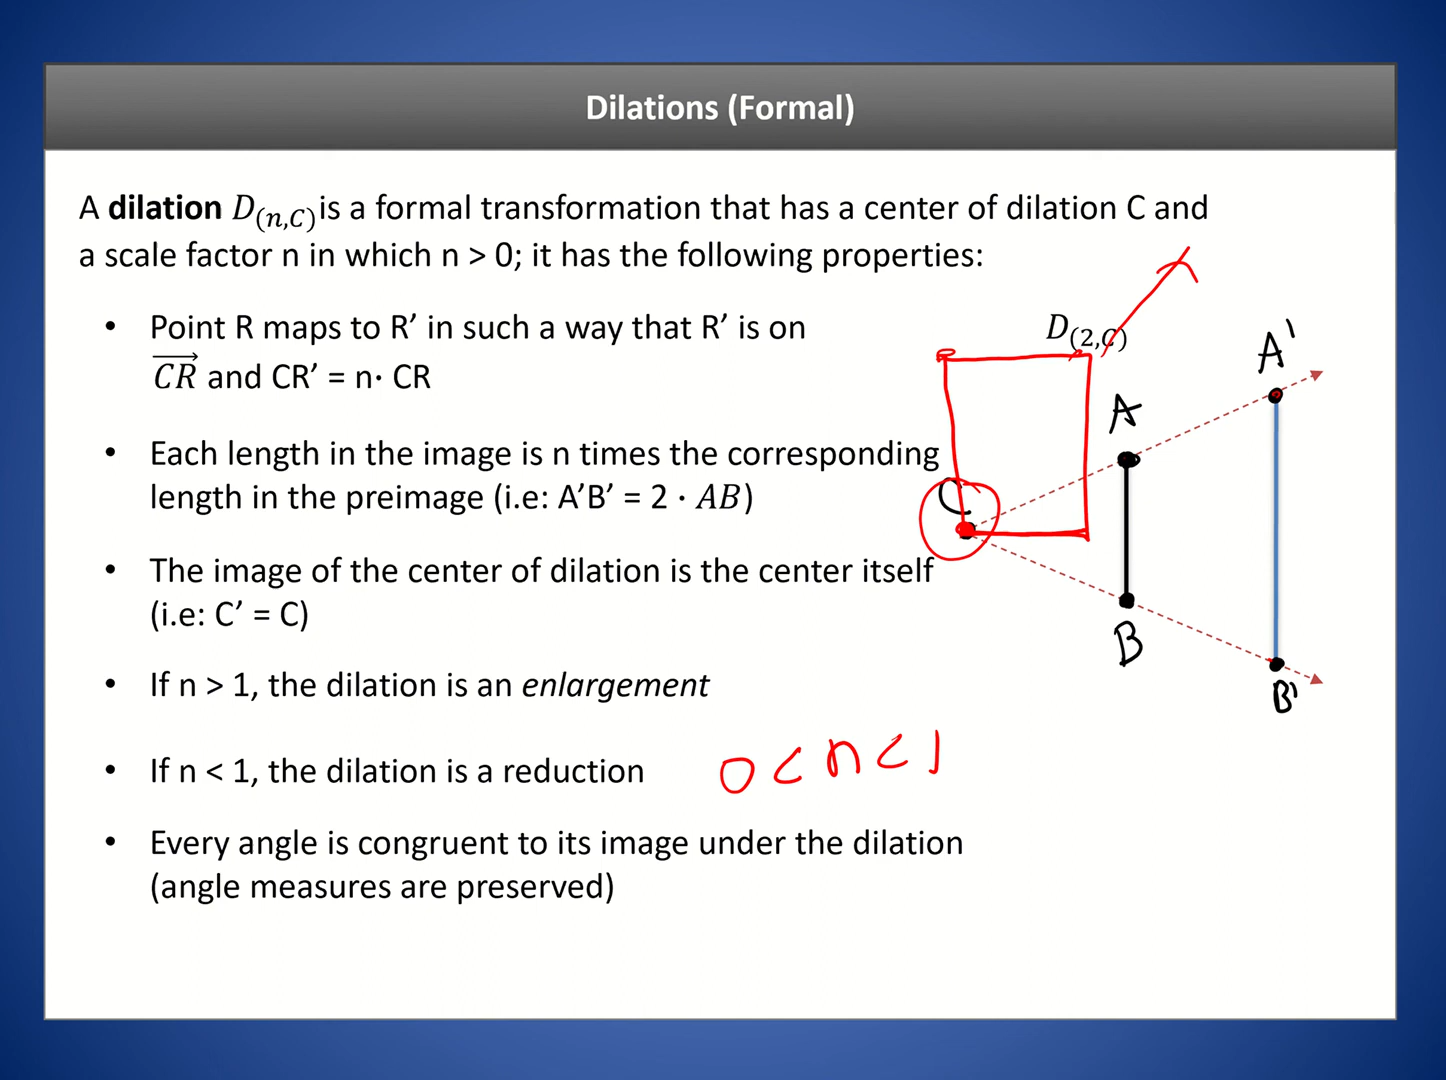 Dilations (Formal)
A dilation D(n,C) is a formal transformation that has a center of dilation C and
a scale factor n in which n > 0; it has the following properties:
• Point R maps to R’ in such a way that R’ is on
CR and CR’ = n· CR
• Each length in the image is n times the corresponding
length in the preimage (i.e: A’B’ = 2 · AB)
• The image of the center of dilation is the center itself
(i.e: C’ = C)
• If n > 1, the dilation is an enlargement
• If n < 1, the dilation is a reduction
0 < n < 1
• Every angle is congruent to its image under the dilation
(angle measures are preserved)
D(2,C)
A'
A
C
B
B'